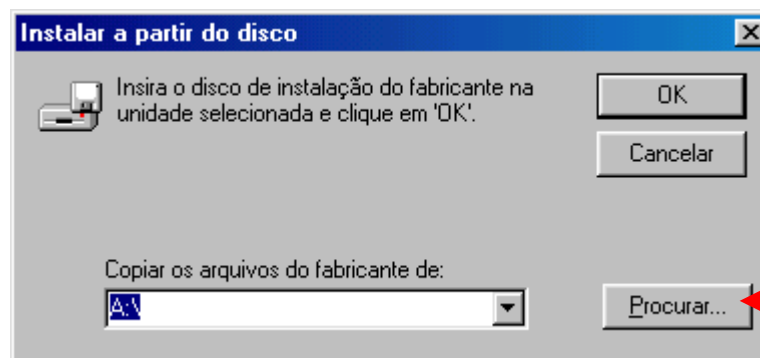 Instalar a partir do disco
Insira o disco de instalação do fabricante na
unidade selecionada e clique em 'OK'.
OK
Cancelar
Copiar os arquivos do fabricante de:
A:\
Procurar...